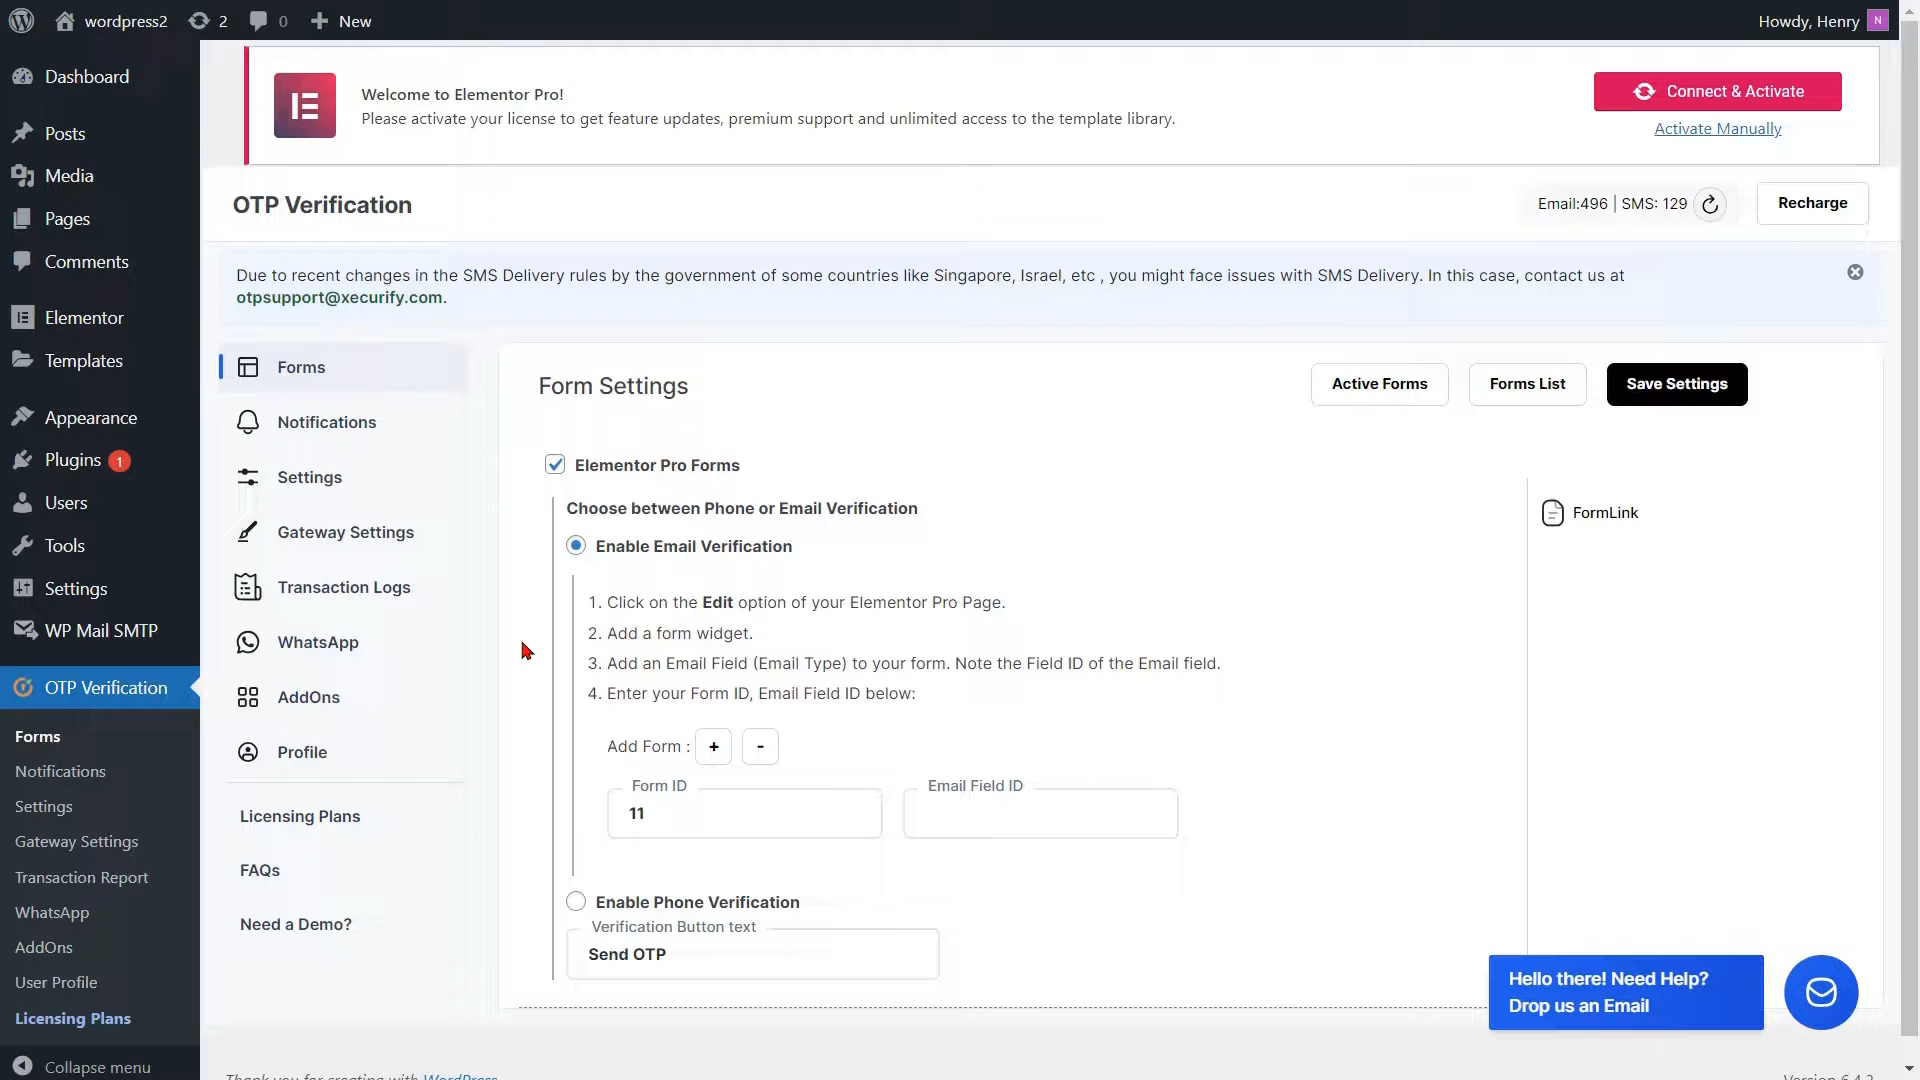 wordpress2
2
0
New
Howdy, Henry
N
Dashboard
Posts
Media
Pages
Comments
Elementor
Templates
Appearance
Plugins 1
Users
Tools
Settings
WP Mail SMTP
OTP Verification
Forms
Notifications
Settings
Gateway Settings
Transaction Report
WhatsApp
AddOns
User Profile
Licensing Plans
Collapse menu
Welcome to Elementor Pro!
Please activate your license to get feature updates, premium support and unlimited access to the template library.
Connect & Activate
Activate Manually
OTP Verification
Email:496 | SMS: 129
Recharge
Due to recent changes in the SMS Delivery rules by the government of some countries like Singapore, Israel, etc , you might face issues with SMS Delivery. In this case, contact us at
otpsupport@xecurify.com.
Forms
Notifications
Settings
Gateway Settings
Transaction Logs
WhatsApp
AddOns
Profile
Licensing Plans
FAQs
Need a Demo?
Form Settings
Active Forms
Forms List
Save Settings
Elementor Pro Forms
Choose between Phone or Email Verification
Enable Email Verification
1. Click on the Edit option of your Elementor Pro Page.
2. Add a form widget.
3. Add an Email Field (Email Type) to your form. Note the Field ID of the Email field.
4. Enter your Form ID, Email Field ID below:
Add Form : + -
Form ID
11
Email Field ID
Enable Phone Verification
Verification Button text
Send OTP
FormLink
Hello there! Need Help?
Drop us an Email
Thank you for creating with WordPress
Version 6.4.2